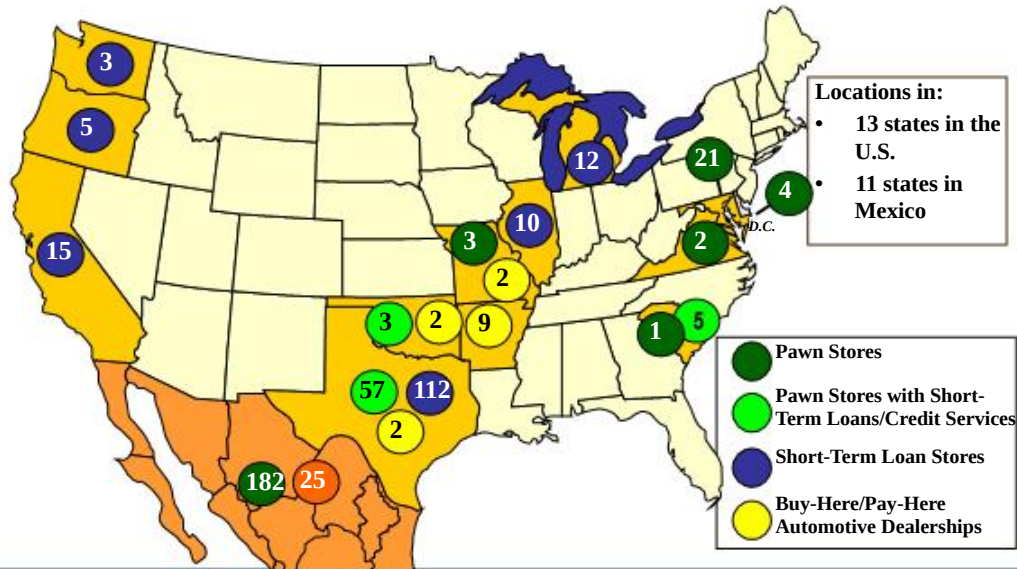 3
5
15
12
10
3
2
3
2
9
57
112
2
182
25
21
4
D.C.
2
1
5
Locations in:
• 13 states in the
U.S.
• 11 states in
Mexico
Pawn Stores
Pawn Stores with Short-
Term Loans/Credit Services
Short-Term Loan Stores
Buy-Here/Pay-Here
Automotive Dealerships